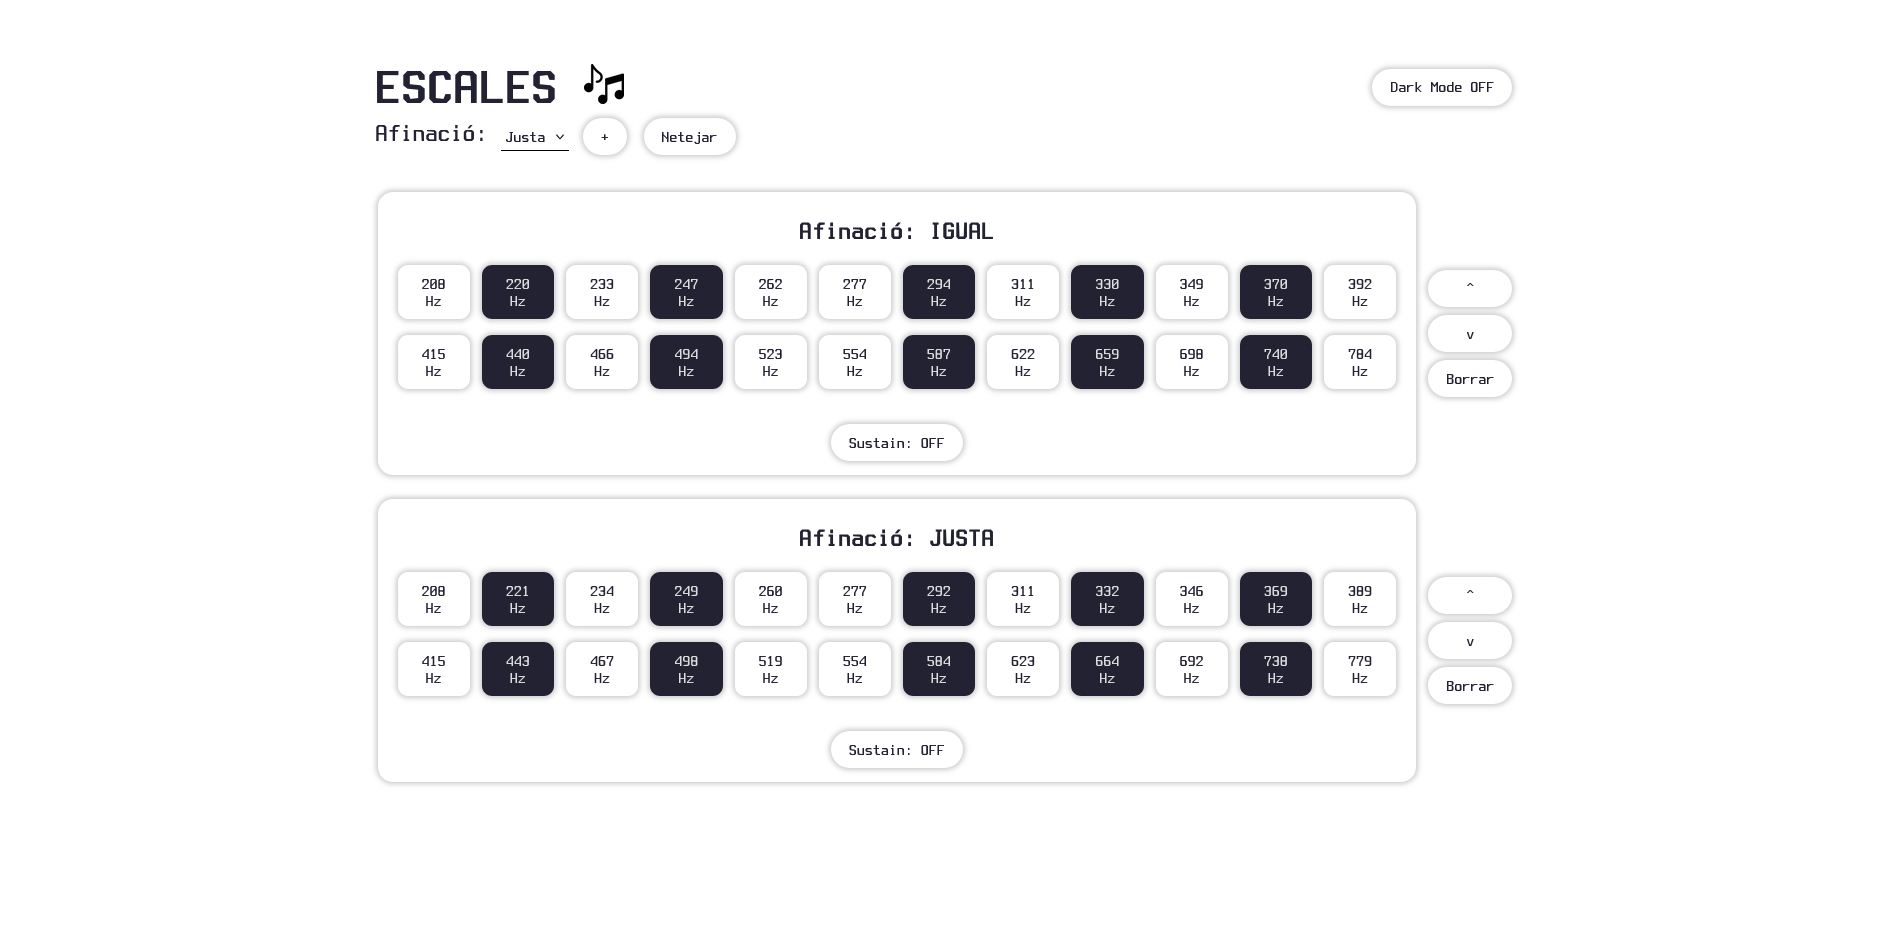 ESCALES
Dark Mode OFF
Afinació: Justa + Netejar
Afinació: IGUAL
208 Hz 220 Hz 233 Hz 247 Hz 262 Hz 277 Hz 294 Hz 311 Hz 330 Hz 349 Hz 370 Hz 392 Hz
415 Hz 440 Hz 466 Hz 494 Hz 523 Hz 554 Hz 587 Hz 622 Hz 659 Hz 698 Hz 740 Hz 784 Hz
Sustain: OFF
^
v
Borrar
Afinació: JUSTA
208 Hz 221 Hz 234 Hz 249 Hz 260 Hz 277 Hz 292 Hz 311 Hz 332 Hz 346 Hz 369 Hz 389 Hz
415 Hz 443 Hz 467 Hz 498 Hz 519 Hz 554 Hz 584 Hz 623 Hz 664 Hz 692 Hz 738 Hz 779 Hz
Sustain: OFF
^
v
Borrar